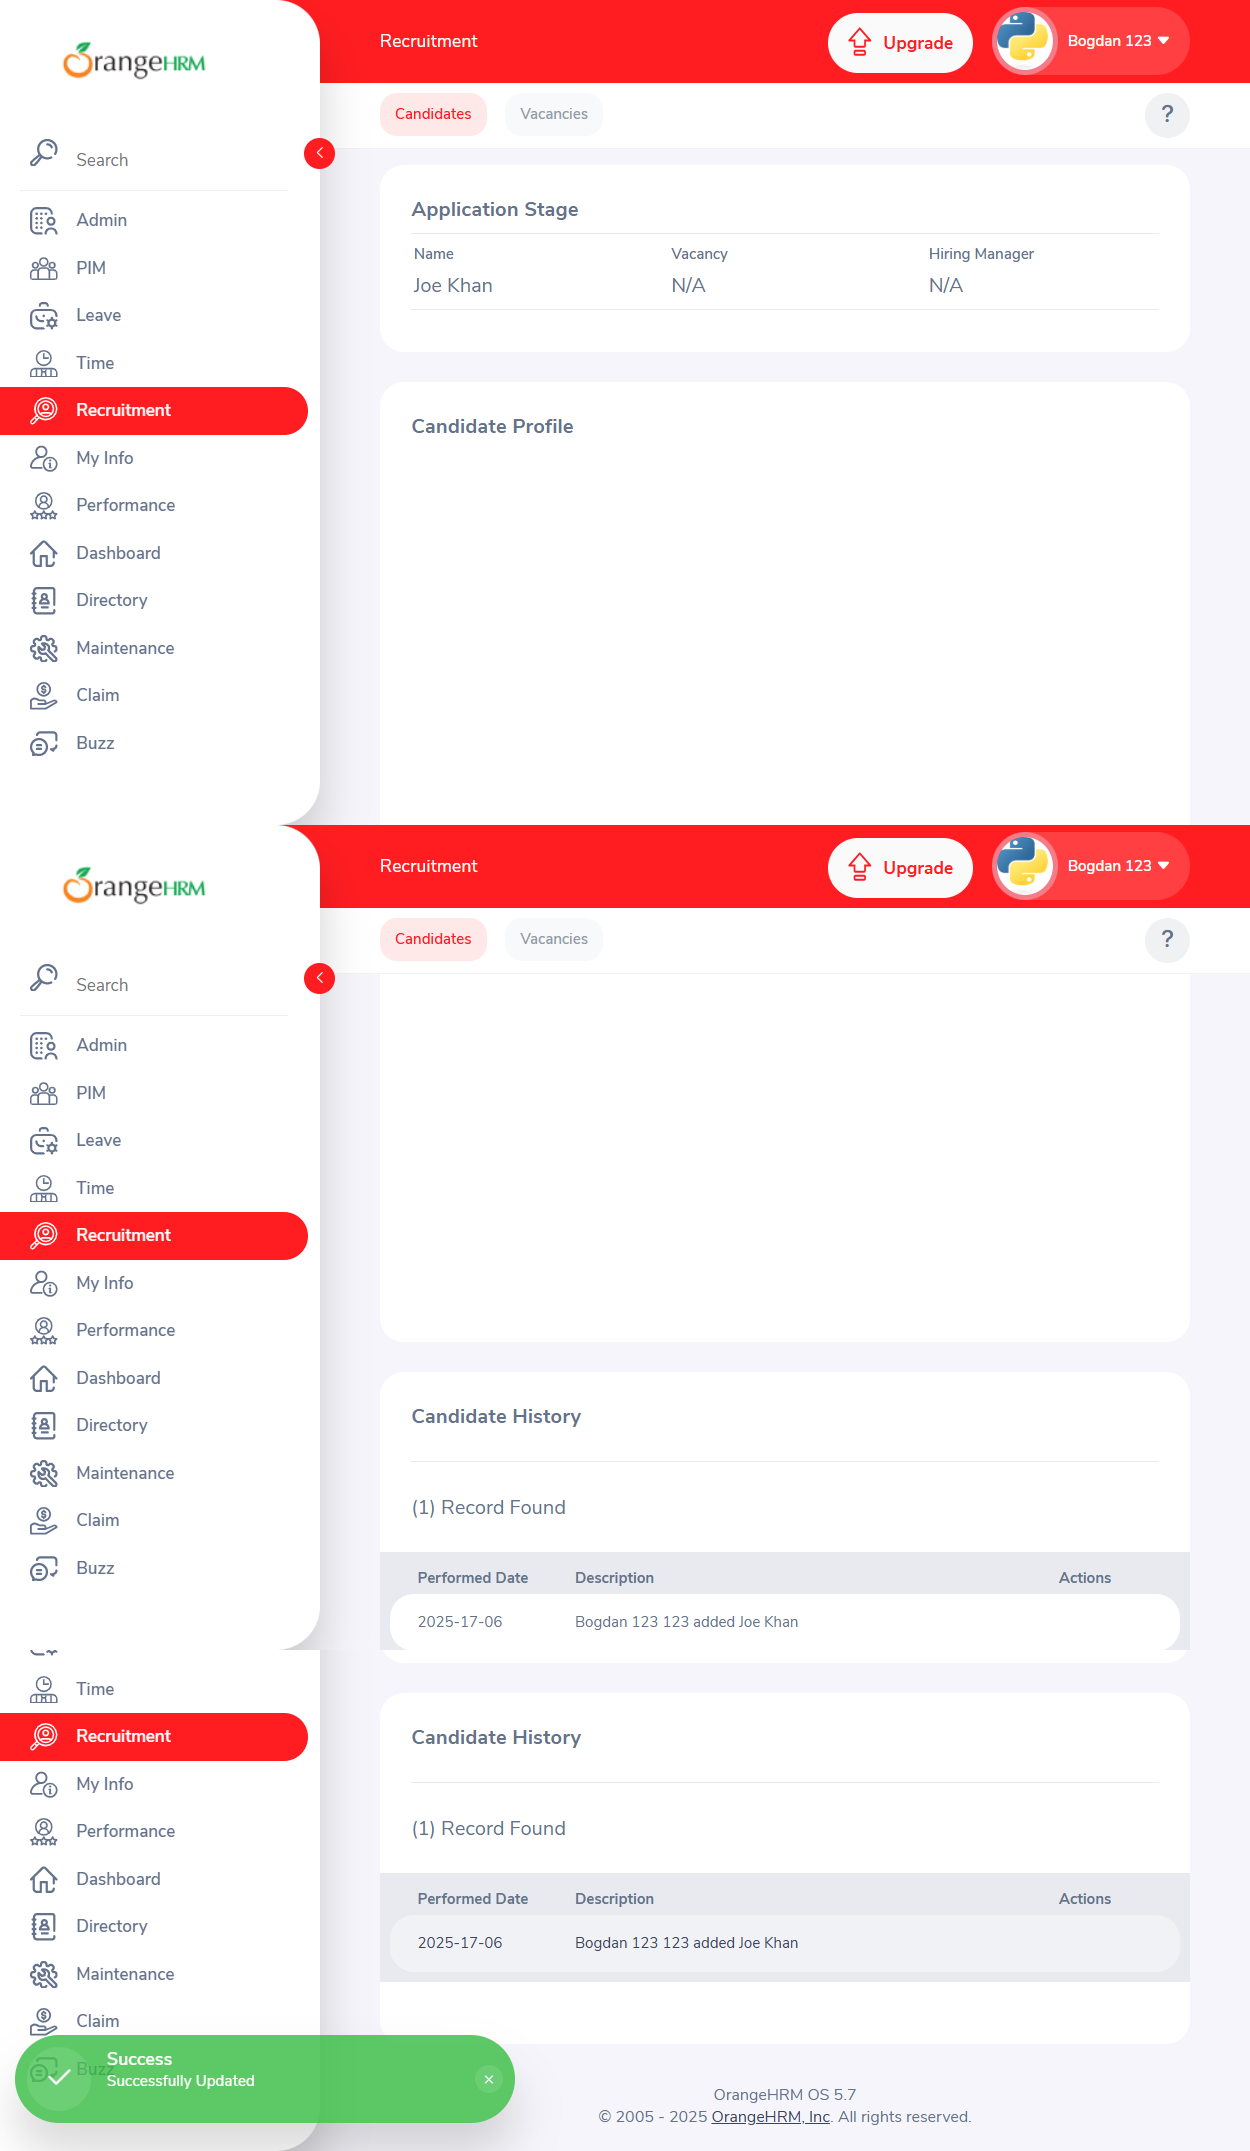 OrangeHRM
Recruitment
Upgrade
Bogdan 123
Candidates
Vacancies
?
Search
Admin
PIM
Leave
Time
Recruitment
My Info
Performance
Dashboard
Directory
Maintenance
Claim
Buzz
Application Stage
Name
Vacancy
Hiring Manager
Joe Khan
N/A
N/A
Candidate Profile
OrangeHRM
Recruitment
Upgrade
Bogdan 123
Candidates
Vacancies
?
Search
Admin
PIM
Leave
Time
Recruitment
My Info
Performance
Dashboard
Directory
Maintenance
Claim
Buzz
Candidate History
(1) Record Found
Performed Date
Description
Actions
2025-17-06
Bogdan 123 123 added Joe Khan
Time
Recruitment
My Info
Performance
Dashboard
Directory
Maintenance
Claim
Buzz
Candidate History
(1) Record Found
Performed Date
Description
Actions
2025-17-06
Bogdan 123 123 added Joe Khan
Success
Successfully Updated
OrangeHRM OS 5.7
© 2005 - 2025 OrangeHRM, Inc. All rights reserved.